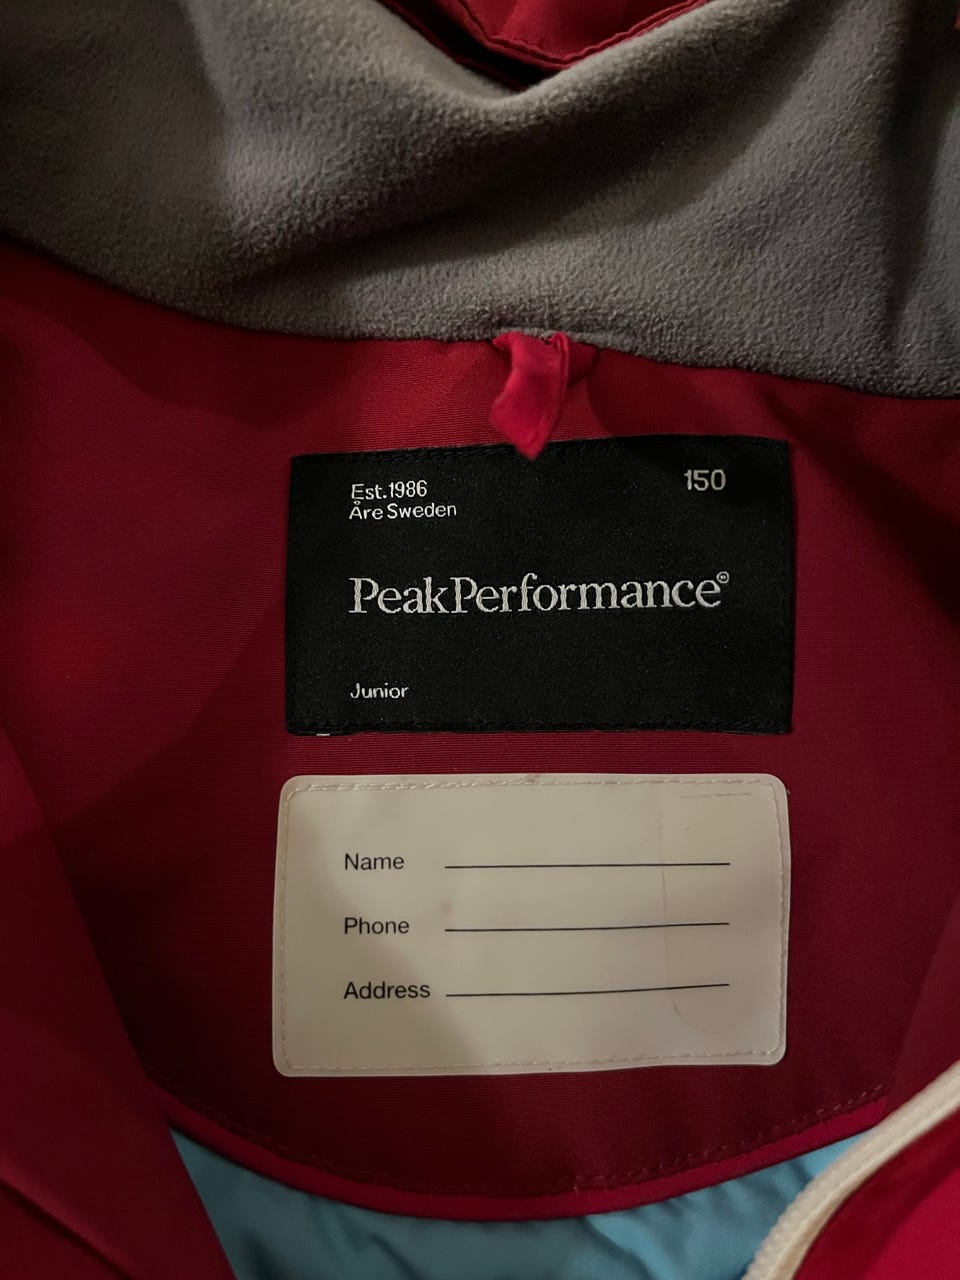 Est.1986
Åre Sweden
150
PeakPerformance®
Junior
Name
Phone
Address